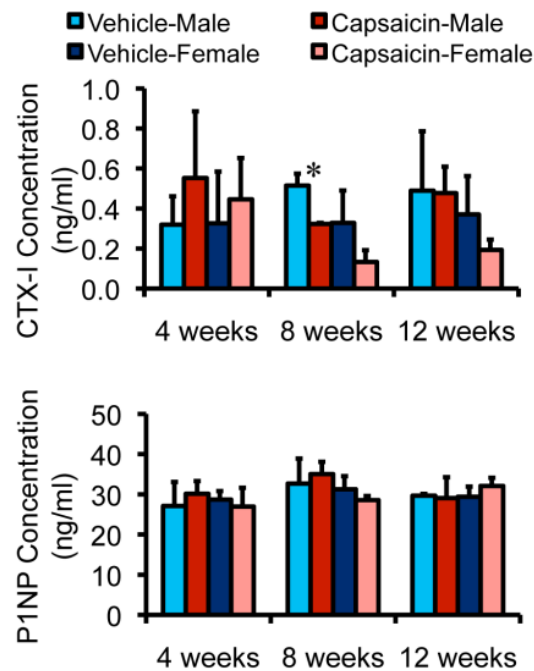 Vehicle-Male Capsaicin-Male
Vehicle-Female Capsaicin-Female
CTX-I Concentration
(ng/ml)
1.0
0.8
0.6
0.4
0.2
0.0
*
4 weeks 8 weeks 12 weeks
P1NP Concentration
(ng/ml)
50
40
30
20
10
0
4 weeks 8 weeks 12 weeks